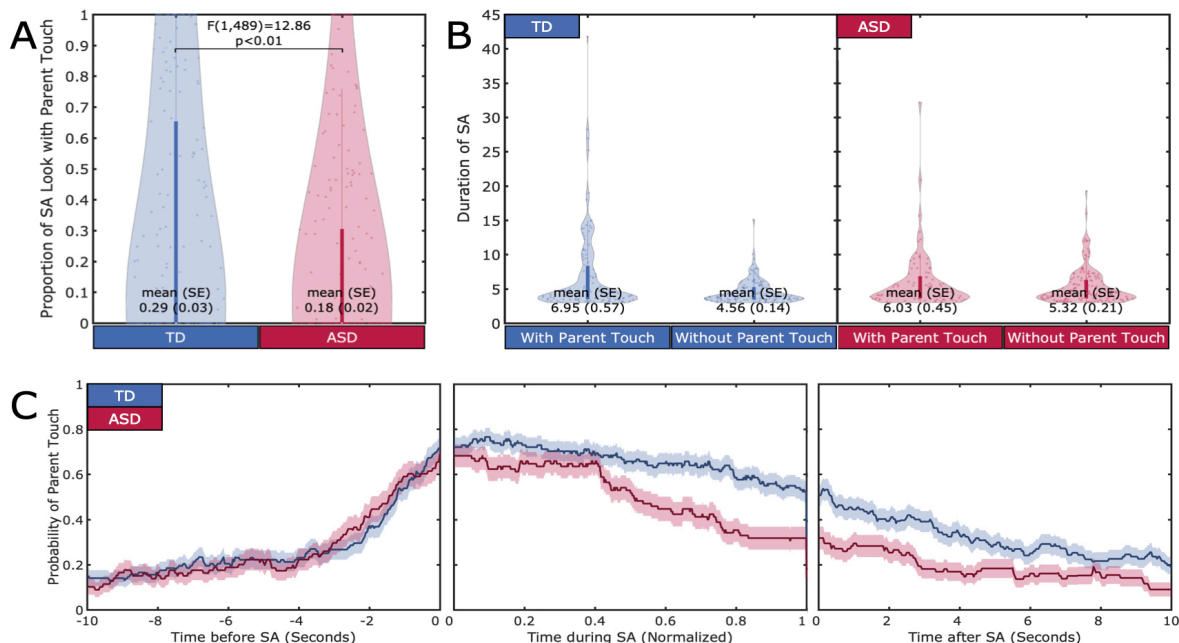 A
Proportion of SA Look with Parent Touch
1
0.9
0.8
0.7
0.6
0.5
0.4
0.3
0.2
0.1
0
F(1,489)=12.86
p<0.01
mean (SE)
0.29 (0.03)
mean (SE)
0.18 (0.02)
TD
ASD
B
Duration of SA
45
40
35
30
25
20
15
10
5
0
TD
ASD
mean (SE)
6.95 (0.57)
mean (SE)
4.56 (0.14)
mean (SE)
6.03 (0.45)
mean (SE)
5.32 (0.21)
With Parent Touch
Without Parent Touch
With Parent Touch
Without Parent Touch
C
TD
ASD
Probability of Parent Touch
1
0.8
0.6
0.4
0.2
-10 -8 -6 -4 -2 0
Time before SA (Seconds)
0.2 0.4 0.6 0.8 1
Time during SA (Normalized)
0 2 4 6 8 10
Time after SA (Seconds)